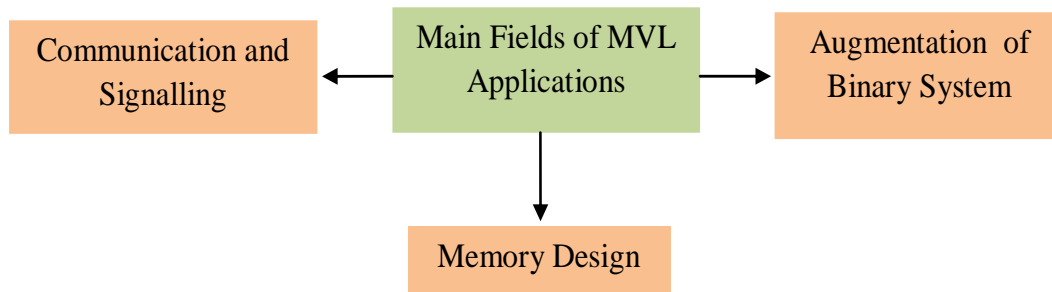 Communication and
Signalling
Main Fields of MVL
Applications
Augmentation of
Binary System
Memory Design